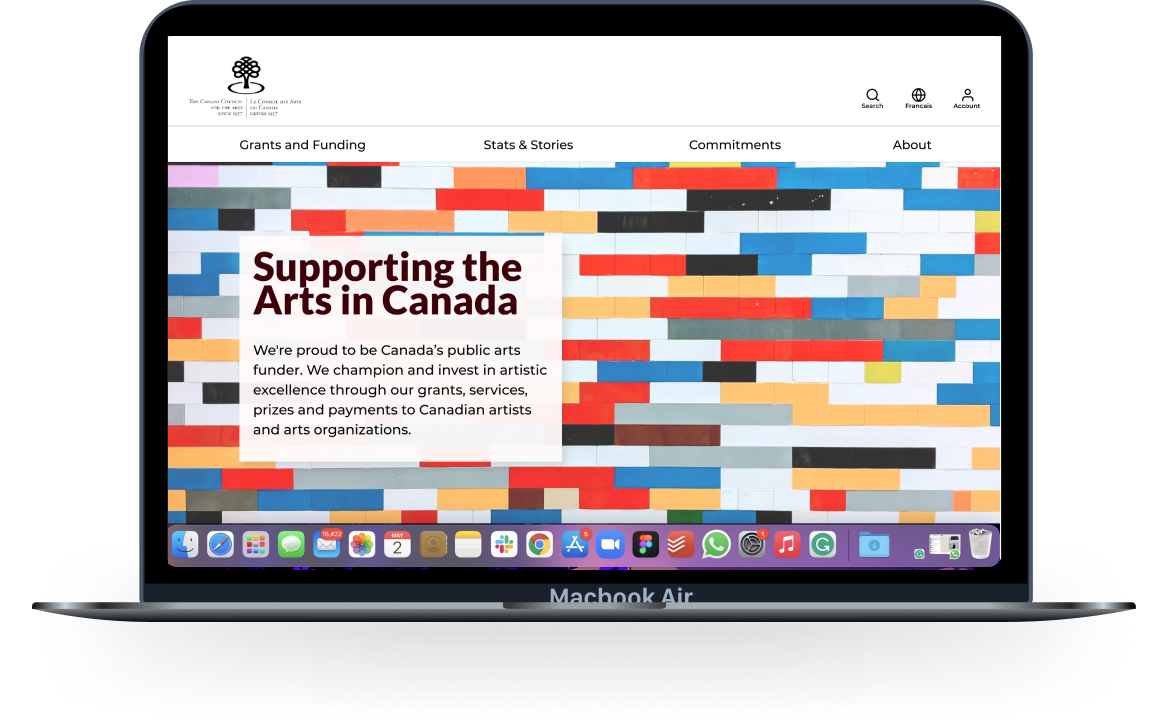 THE CANADA COUNCIL
FOR THE ARTS
SINCE 1957
LE CONSEIL DES ARTS
DU CANADA
DEPUIS 1957
Search
Francais
Account
Grants and Funding
Stats & Stories
Commitments
About
Supporting the
Arts in Canada
We're proud to be Canada’s public arts
funder. We champion and invest in artistic
excellence through our grants, services,
prizes and payments to Canadian artists
and arts organizations.
16,422
MAY
2
5
1
Macbook Air